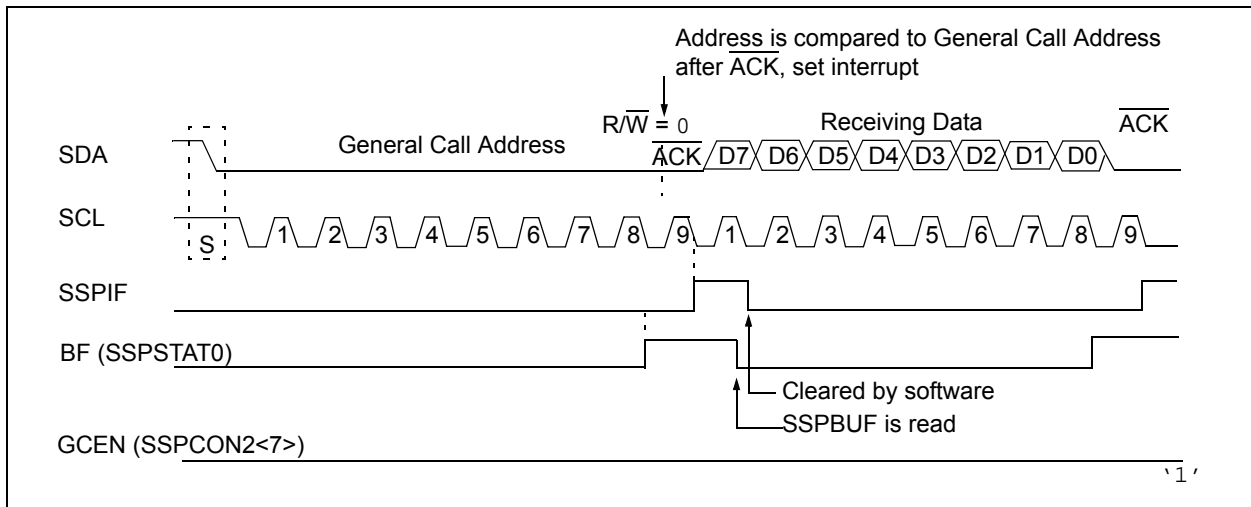 Address is compared to General Call Address
after A̅C̅K̅, set interrupt
R/W̅ = 0
Receiving Data
A̅C̅K̅
SDA
General Call Address
A̅C̅K̅
D7 D6 D5 D4 D3 D2 D1 D0
SCL
S
1 2 3 4 5 6 7 8 9 1 2 3 4 5 6 7 8 9
SSPIF
BF (SSPSTAT0)
Cleared by software
SSPBUF is read
GCEN (SSPCON2<7>)
‘1’